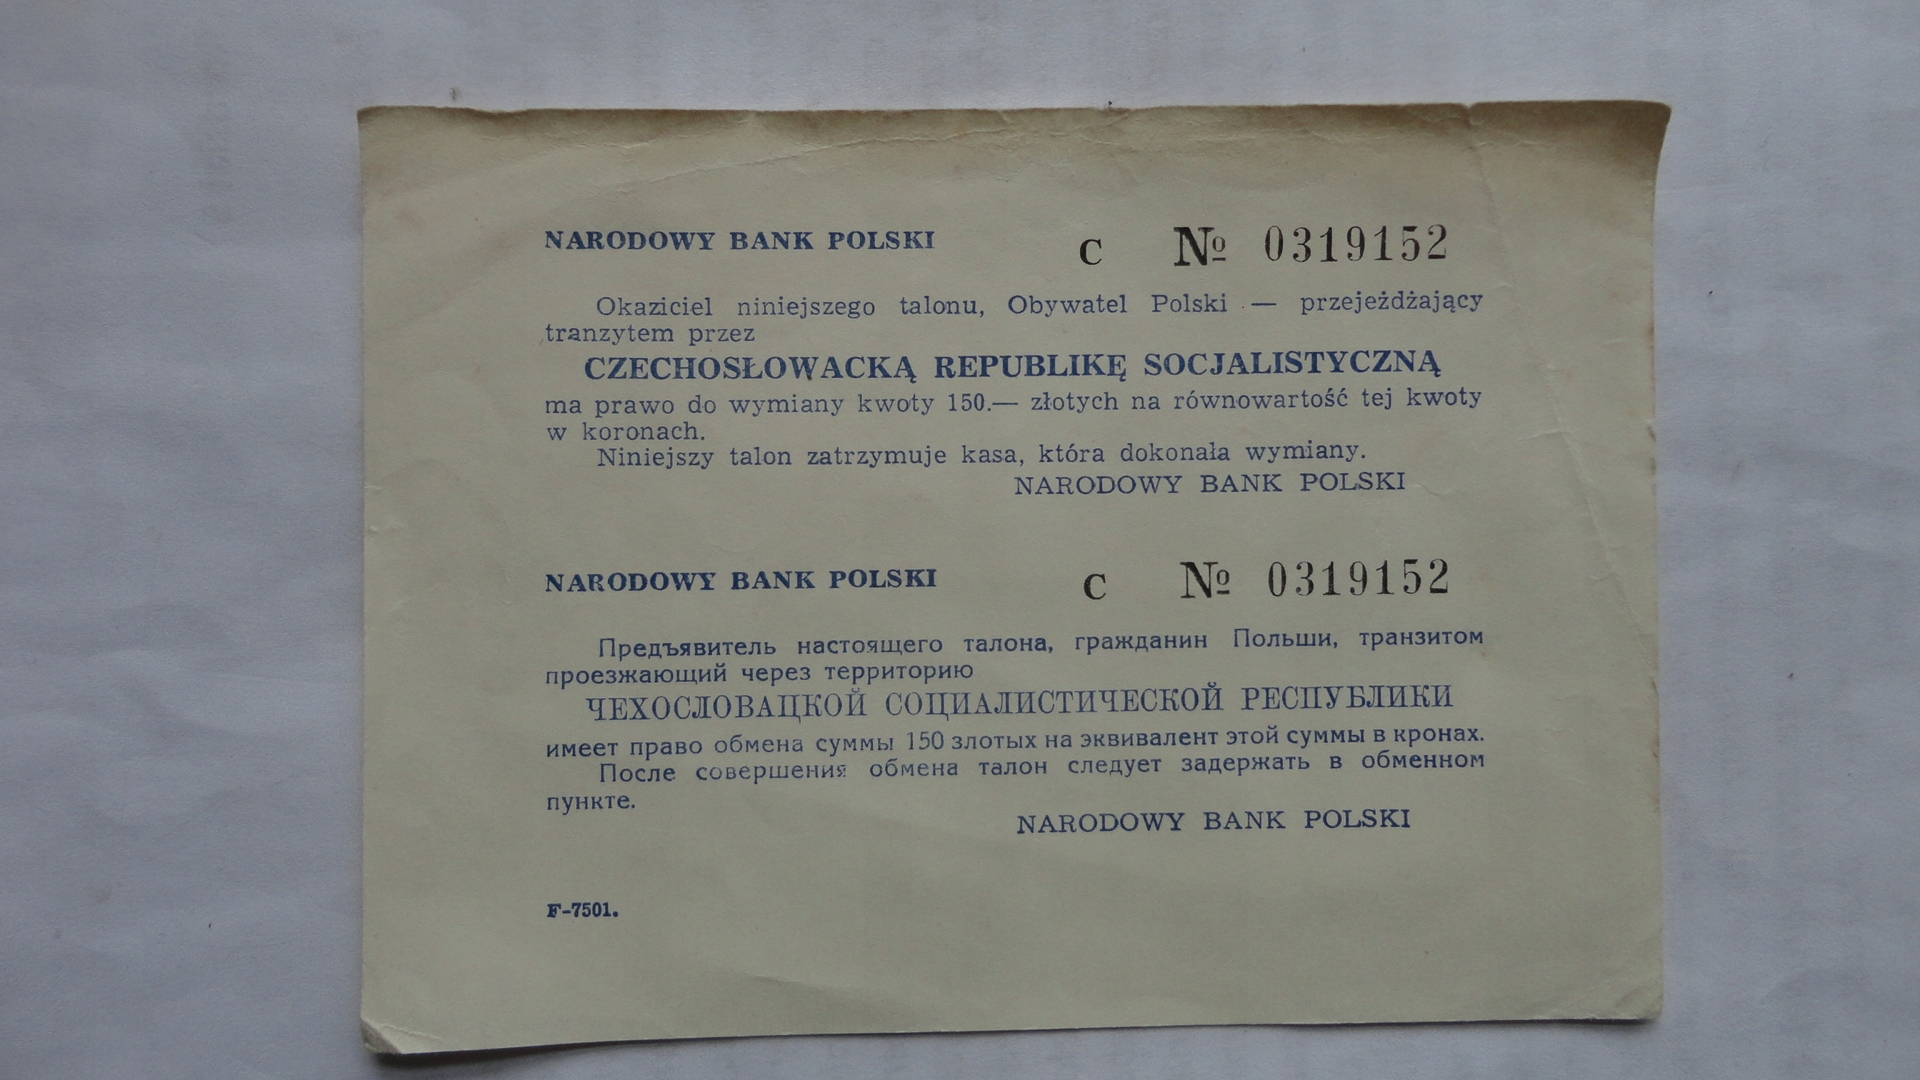 NARODOWY BANK POLSKI C № 0319152
Okaziciel niniejszego talonu, Obywatel Polski — przejeżdżający
tranzytem przez
CZECHOSŁOWACKĄ REPUBLIKĘ SOCJALISTYCZNĄ
ma prawo do wymiany kwoty 150.— złotych na równowartość tej kwoty
w koronach.
Niniejszy talon zatrzymuje kasa, która dokonała wymiany.
NARODOWY BANK POLSKI
NARODOWY BANK POLSKI C № 0319152
Предъявитель настоящего талона, гражданин Польши, транзитом
проезжающий через территорию
ЧЕХОСЛОВАЦКОЙ СОЦИАЛИСТИЧЕСКОЙ РЕСПУБЛИКИ
имеет право обмена суммы 150 злотых на эквивалент этой суммы в кронах.
После совершения обмена талон следует задержать в обменном
пункте.
NARODOWY BANK POLSKI
F-7501.